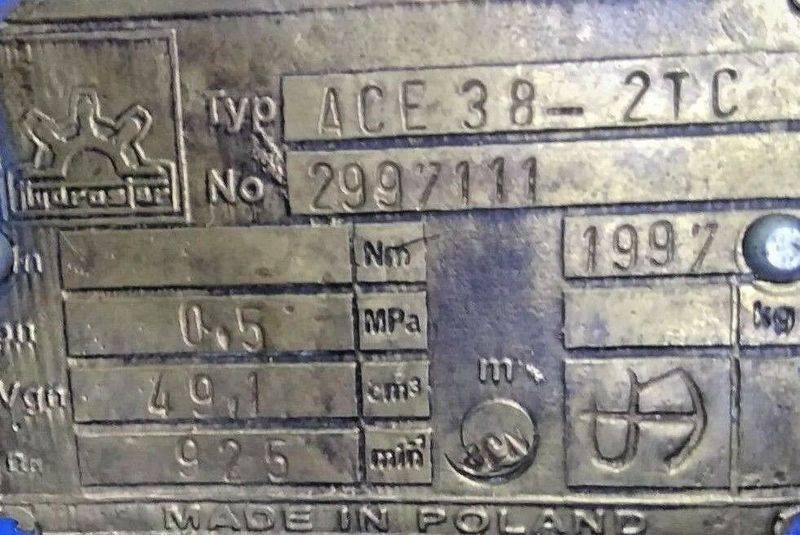 Typ ACE 38-2TC
hydroster
No 2997111
1997
Nm
0,5 MPa
kg
Vgn 49,1 cm³
925 min⁻¹
MADE IN POLAND